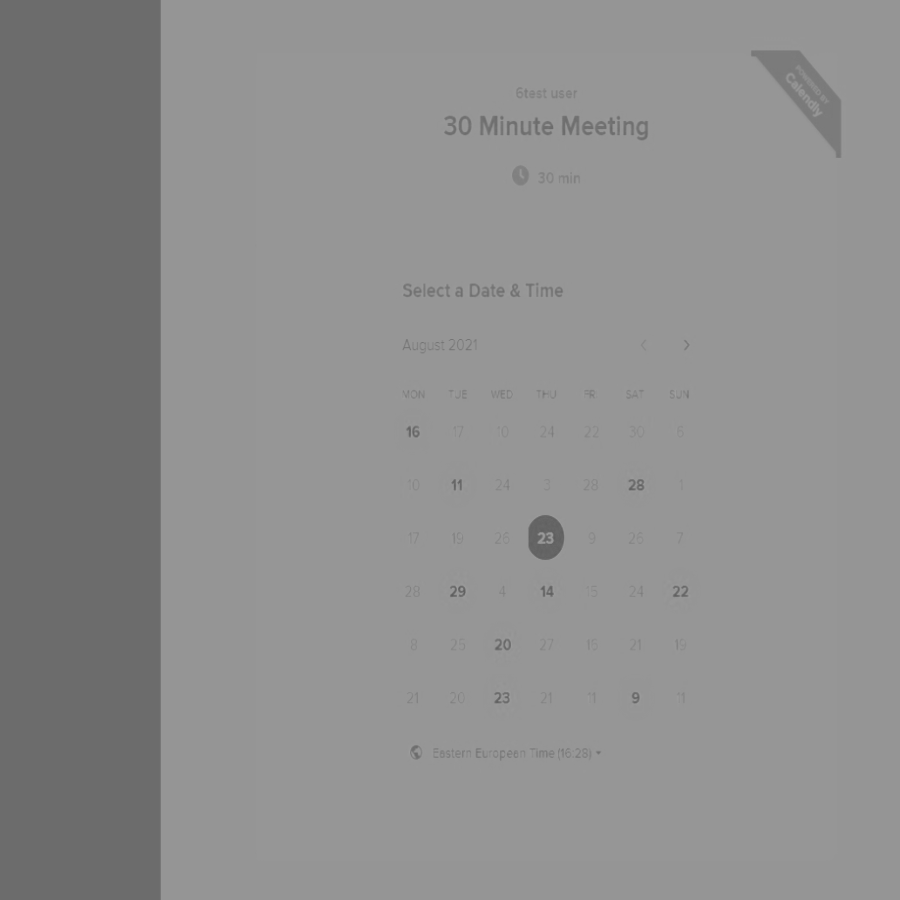 POWERED BY
Calendly
6test user
30 Minute Meeting
30 min
Select a Date & Time
August 2021
MON TUE WED THU FRI SAT SUN
16 17 10 24 22 30 6
10 11 24 3 28 28 1
17 19 26 23 9 26 7
28 29 4 14 15 24 22
8 25 20 27 15 21 19
21 20 23 21 11 9 11
Eastern European Time (16:28)